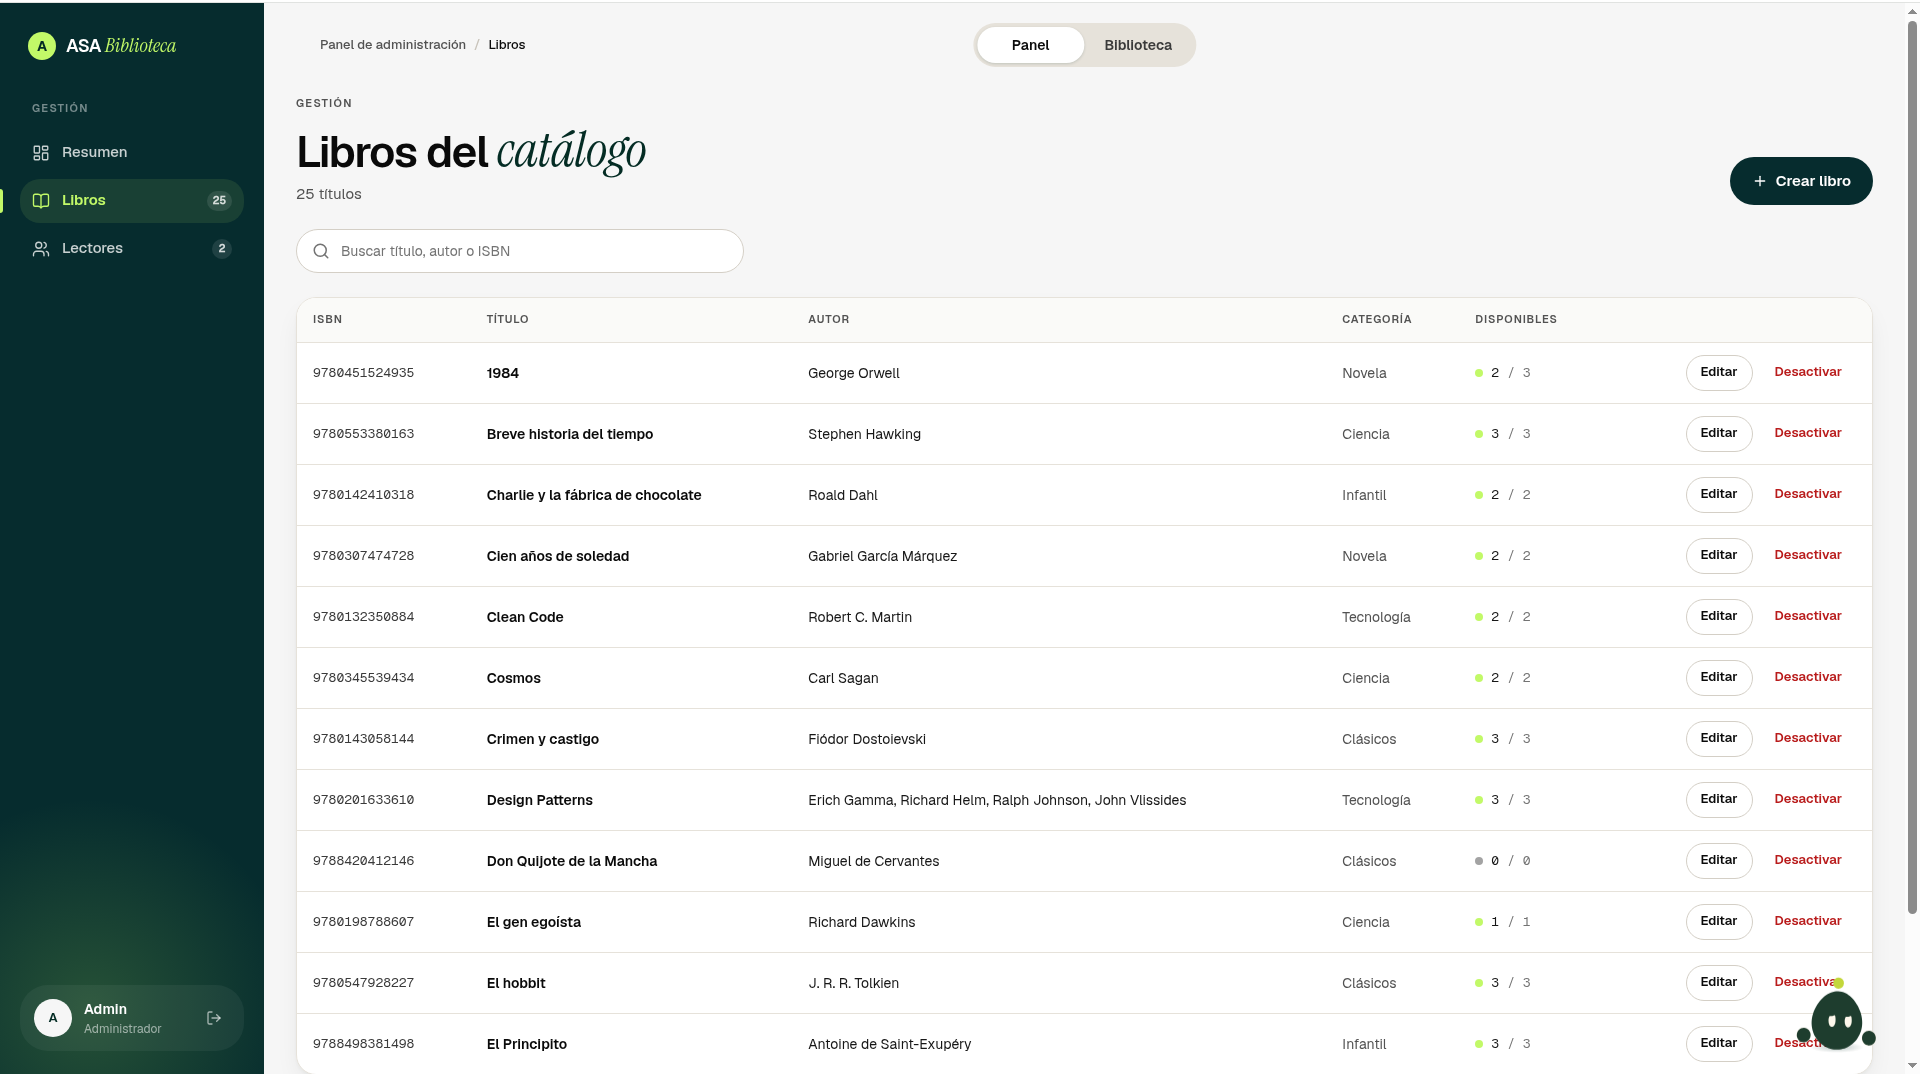 A ASA Biblioteca
GESTIÓN
Resumen
Libros 25
Lectores 2
A Admin
Administrador
Panel de administración / Libros
Panel Biblioteca
GESTIÓN
Libros del catálogo
25 títulos
+ Crear libro
Buscar título, autor o ISBN
ISBN TÍTULO AUTOR CATEGORÍA DISPONIBLES
9780451524935 1984 George Orwell Novela 2 / 3 Editar Desactivar
9780553380163 Breve historia del tiempo Stephen Hawking Ciencia 3 / 3 Editar Desactivar
9780142410318 Charlie y la fábrica de chocolate Roald Dahl Infantil 2 / 2 Editar Desactivar
9780307474728 Cien años de soledad Gabriel García Márquez Novela 2 / 2 Editar Desactivar
9780132350884 Clean Code Robert C. Martin Tecnología 2 / 2 Editar Desactivar
9780345539434 Cosmos Carl Sagan Ciencia 2 / 2 Editar Desactivar
9780143058144 Crimen y castigo Fiódor Dostoievski Clásicos 3 / 3 Editar Desactivar
9780201633610 Design Patterns Erich Gamma, Richard Helm, Ralph Johnson, John Vlissides Tecnología 3 / 3 Editar Desactivar
9788420412146 Don Quijote de la Mancha Miguel de Cervantes Clásicos 0 / 0 Editar Desactivar
9780198788607 El gen egoísta Richard Dawkins Ciencia 1 / 1 Editar Desactivar
9780547928227 El hobbit J. R. R. Tolkien Clásicos 3 / 3 Editar Desactivar
9788498381498 El Principito Antoine de Saint-Exupéry Infantil 3 / 3 Editar